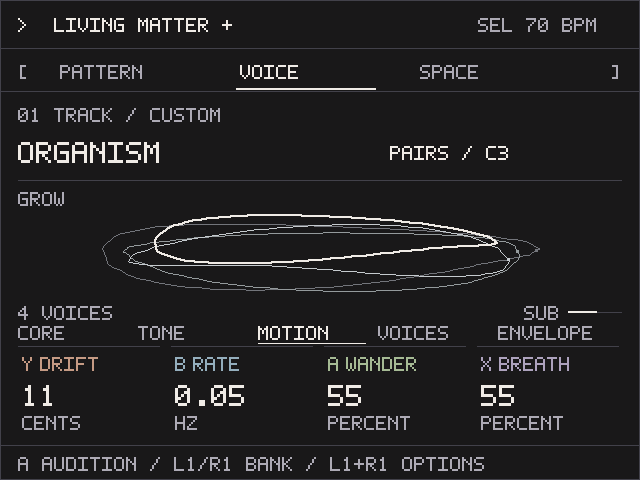 > LIVING MATTER + SEL 70 BPM
[ PATTERN VOICE SPACE ]
01 TRACK / CUSTOM
ORGANISM PAIRS / C3
GROW
4 VOICES SUB
CORE TONE MOTION VOICES ENVELOPE
Y DRIFT B RATE A WANDER X BREATH
11 0.05 55 55
CENTS HZ PERCENT PERCENT
A AUDITION / L1/R1 BANK / L1+R1 OPTIONS